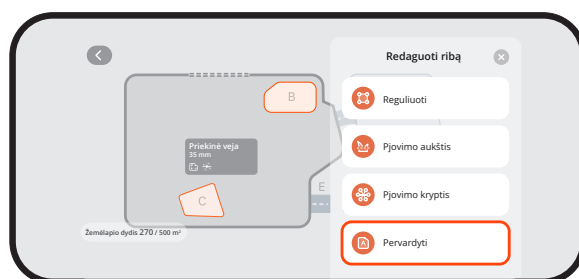 Redaguoti ribą
B
Reguliuoti
Priekinė veja
35 mm
Pjovimo aukštis
E
Pjovimo kryptis
C
Žemėlapio dydis 270 / 500 m²
A
Pervardyti